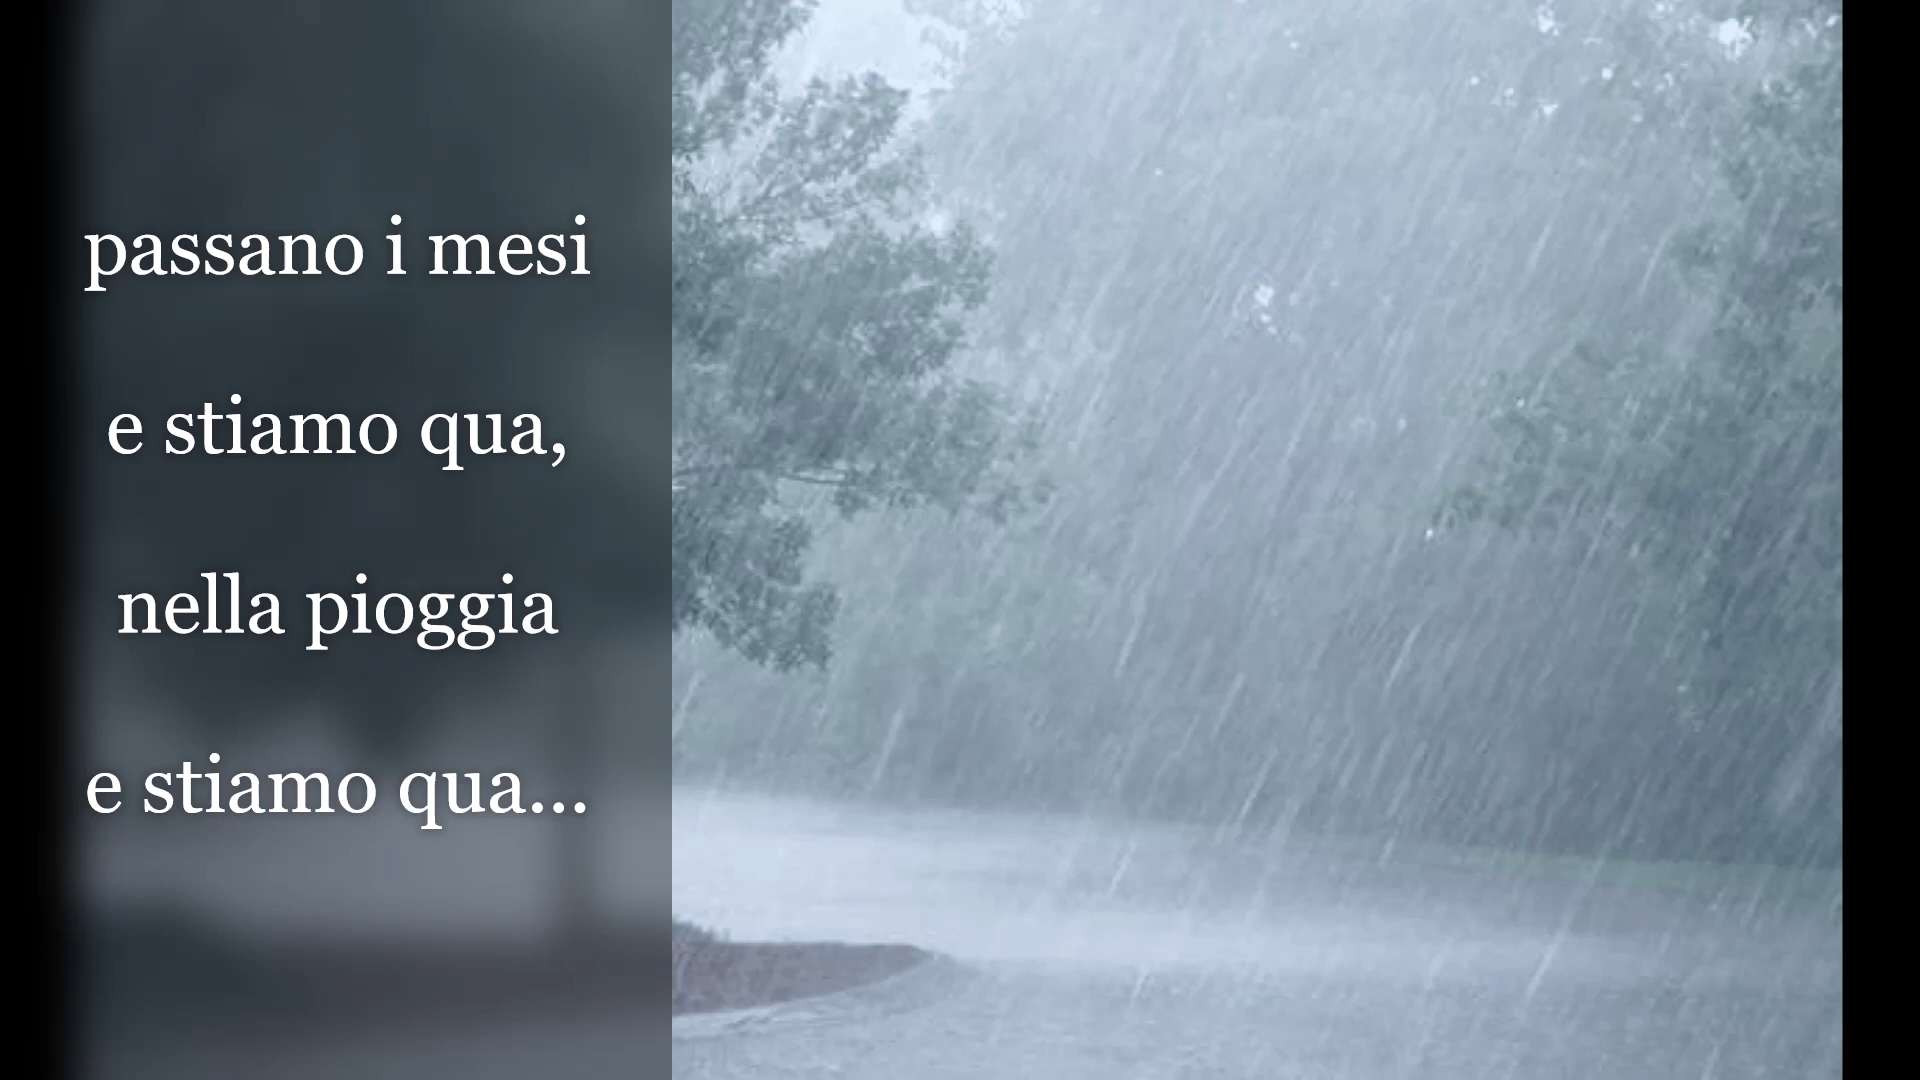 passano i mesi
e stiamo qua,
nella pioggia
e stiamo qua...